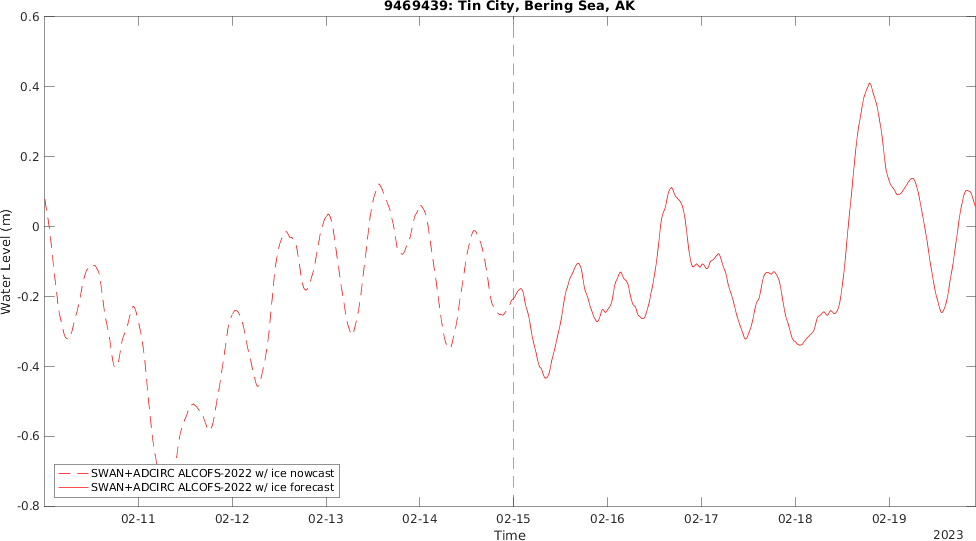 9469439: Tin City, Bering Sea, AK
0.6
0.4
0.2
0
-0.2
-0.4
-0.6
-0.8
Water Level (m)
SWAN+ADCIRC ALCOFS-2022 w/ ice nowcast
SWAN+ADCIRC ALCOFS-2022 w/ ice forecast
02-11 02-12 02-13 02-14 02-15 02-16 02-17 02-18 02-19
Time
2023